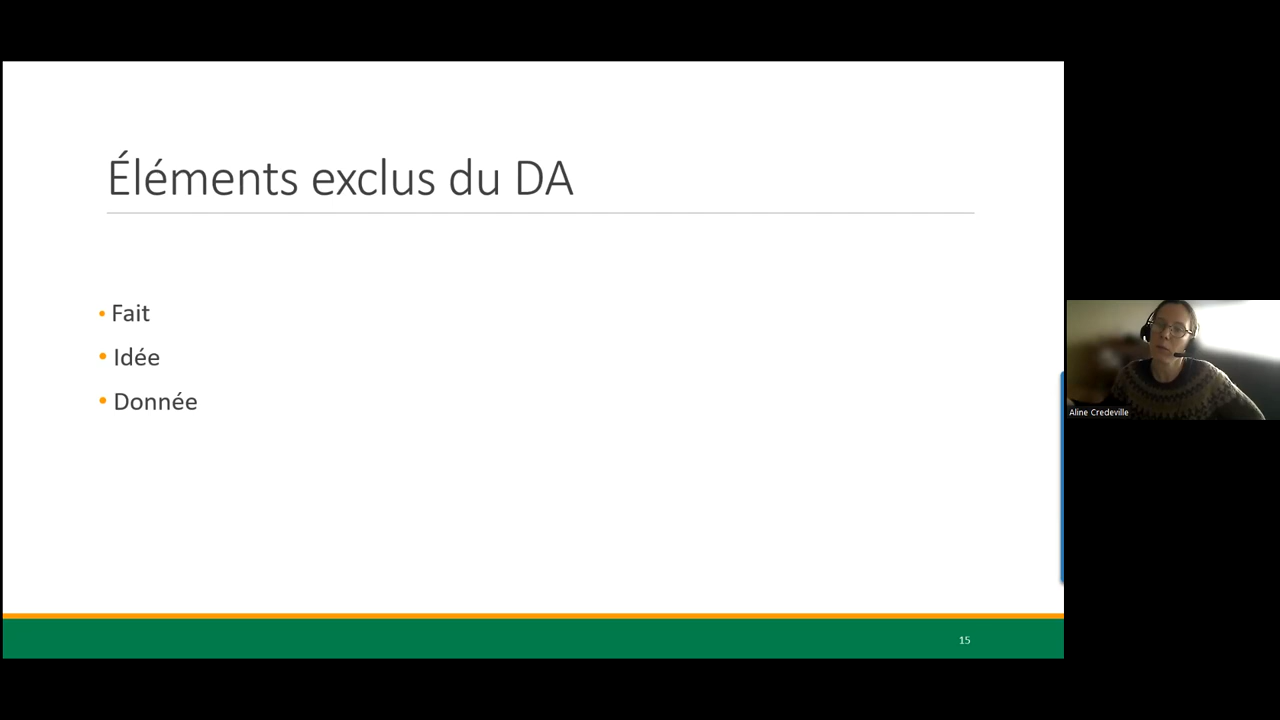 Éléments exclus du DA
• Fait
• Idée
• Donnée
Aline Credeville
15